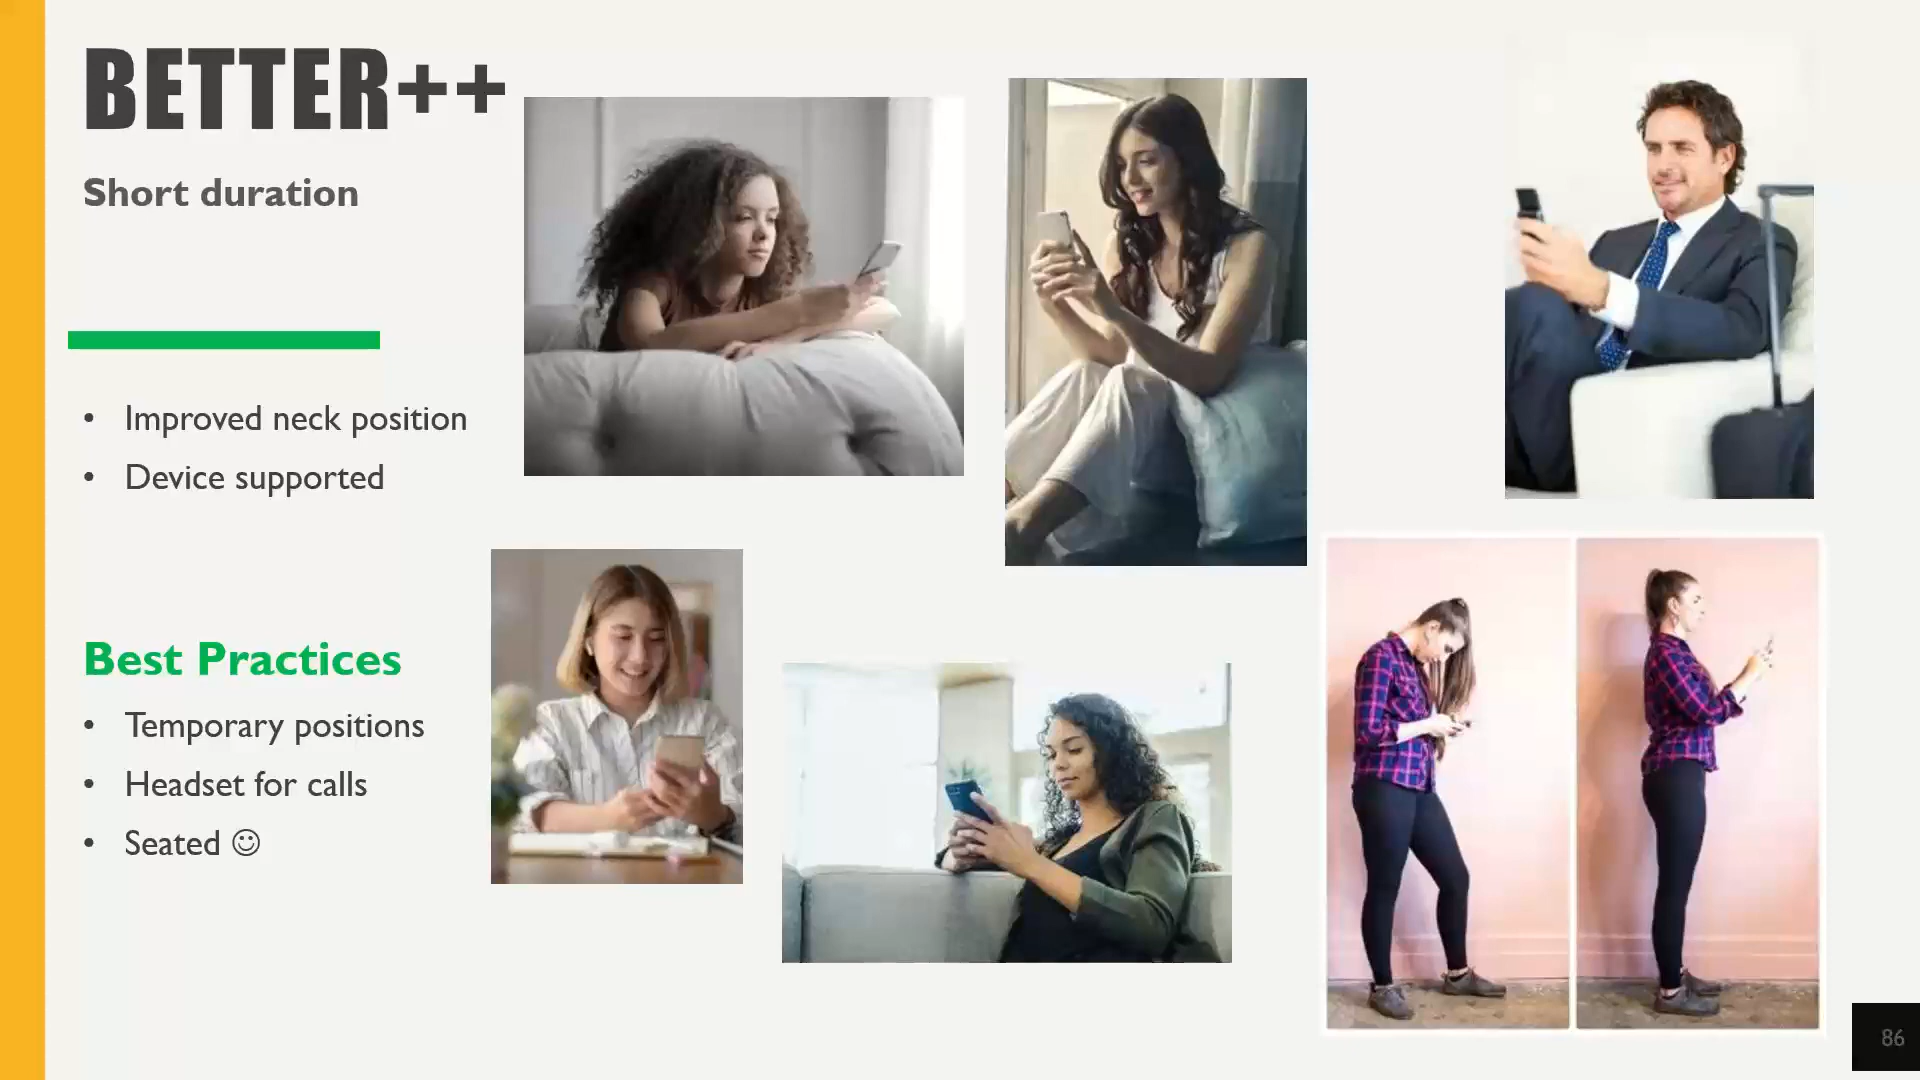 BETTER++
Short duration
• Improved neck position
• Device supported
Best Practices
• Temporary positions
• Headset for calls
• Seated ☺
86